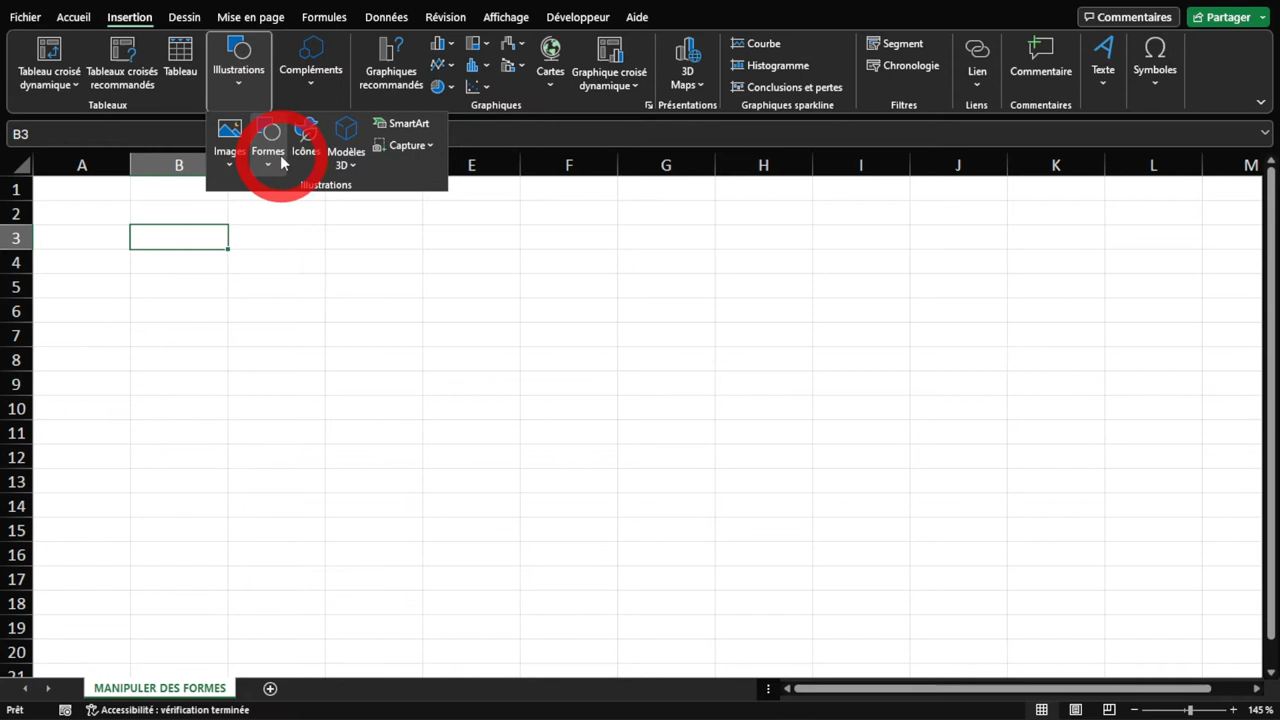 Fichier Accueil Insertion Dessin Mise en page Formules Données Révision Affichage Développeur Aide Commentaires Partager
Tableau croisé dynamique
Tableaux croisés recommandés
Tableau
Tableaux
Illustrations
Compléments
Graphiques recommandés
Cartes
Graphique croisé dynamique
Graphiques
3D Maps
Présentations
Courbe
Histogramme
Conclusions et pertes
Graphiques sparkline
Segment
Chronologie
Filtres
Lien
Liens
Commentaire
Commentaires
Texte
Symboles
Images
Formes
Icônes
Modèles 3D
SmartArt
Capture
Illustrations
B3
A B E F G H I J K L M
1
2
3
4
5
6
7
8
9
10
11
12
13
14
15
16
17
18
19
20
21
MANIPULER DES FORMES
Prêt Accessibilité : vérification terminée 145 %